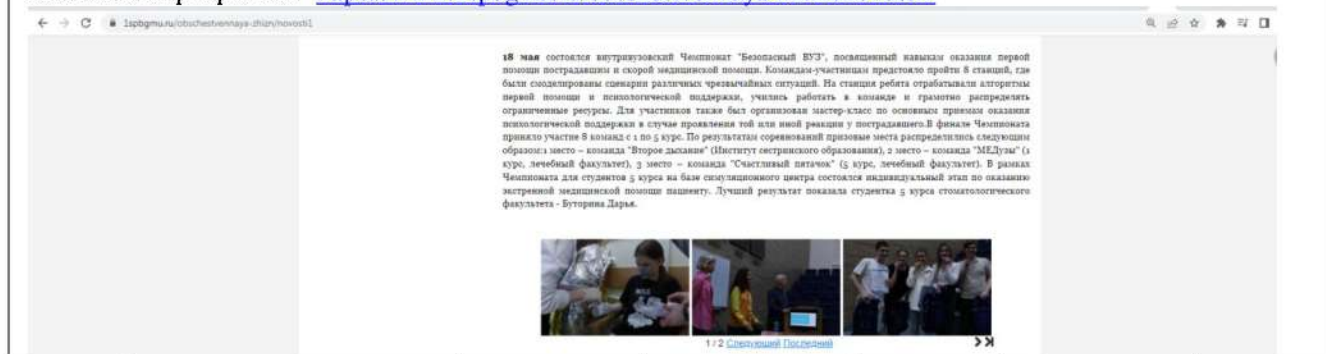 1spbgmu.ru/obschestvennaya-zhizn/novosti1
18 мая состоялся внутривузовский Чемпионат "Безопасный ВУЗ", посвященный навыкам оказания первой
помощи пострадавшим и скорой медицинской помощи. Командам-участницам предстояло пройти 8 станций, где
были смоделированы сценарии различных чрезвычайных ситуаций. На станция ребята отрабатывали алгоритмы
первой помощи и психологической поддержки, учились работать в команде и грамотно распределять
ограниченные ресурсы. Для участников также был организован мастер-класс по основным приемам оказания
психологической поддержки в случае проявления той или иной реакции у пострадавшего.В финале Чемпионата
приняло участие 8 команд с 1 по 5 курс. По результатам соревнований призовые места распределились следующим
образом:1 место – команда "Второе дыхание" (Институт сестринского образования), 2 место – команда "МЕДузы" (1
курс, лечебный факультет), 3 место – команда "Счастливый пятачок" (5 курс, лечебный факультет). В рамках
Чемпионата для студентов 5 курса на базе симуляционного центра состоялся индивидуальный этап по оказанию
экстренной медицинской помощи пациенту. Лучший результат показала студентка 5 курса стоматологического
факультета - Буторина Дарья.
1 / 2 Следующий Последний